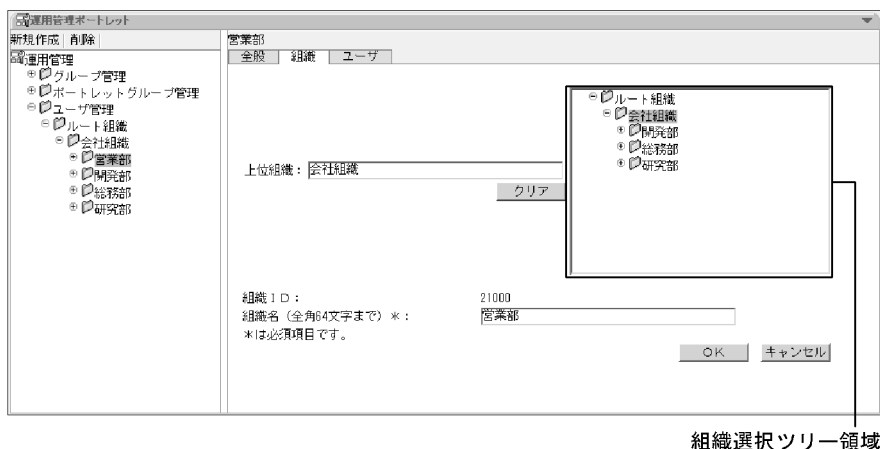 運用管理ポートレット
新規作成 削除
運用管理
グループ管理
ポートレットグループ管理
ユーザ管理
ルート組織
会社組織
営業部
開発部
総務部
研究部
営業部
全般 組織 ユーザ
上位組織： 会社組織
クリア
ルート組織
会社組織
開発部
総務部
研究部
組織ＩＤ： 21000
組織名（全角64文字まで）＊： 営業部
＊は必須項目です。
ＯＫ キャンセル
組織選択ツリー領域